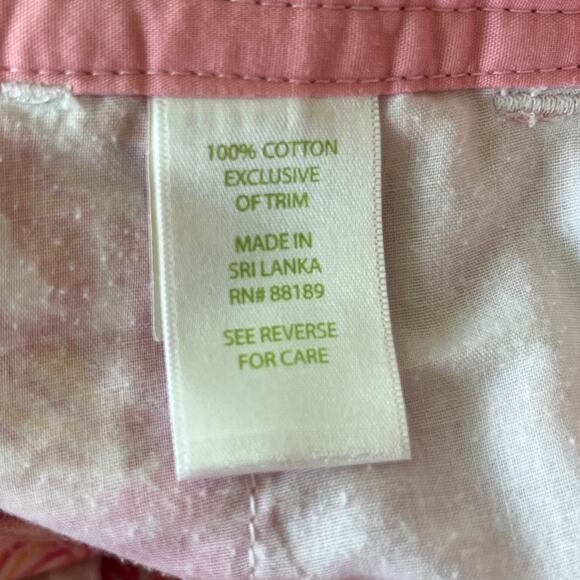 100% COTTON
EXCLUSIVE
OF TRIM
MADE IN
SRI LANKA
RN# 88189
SEE REVERSE
FOR CARE